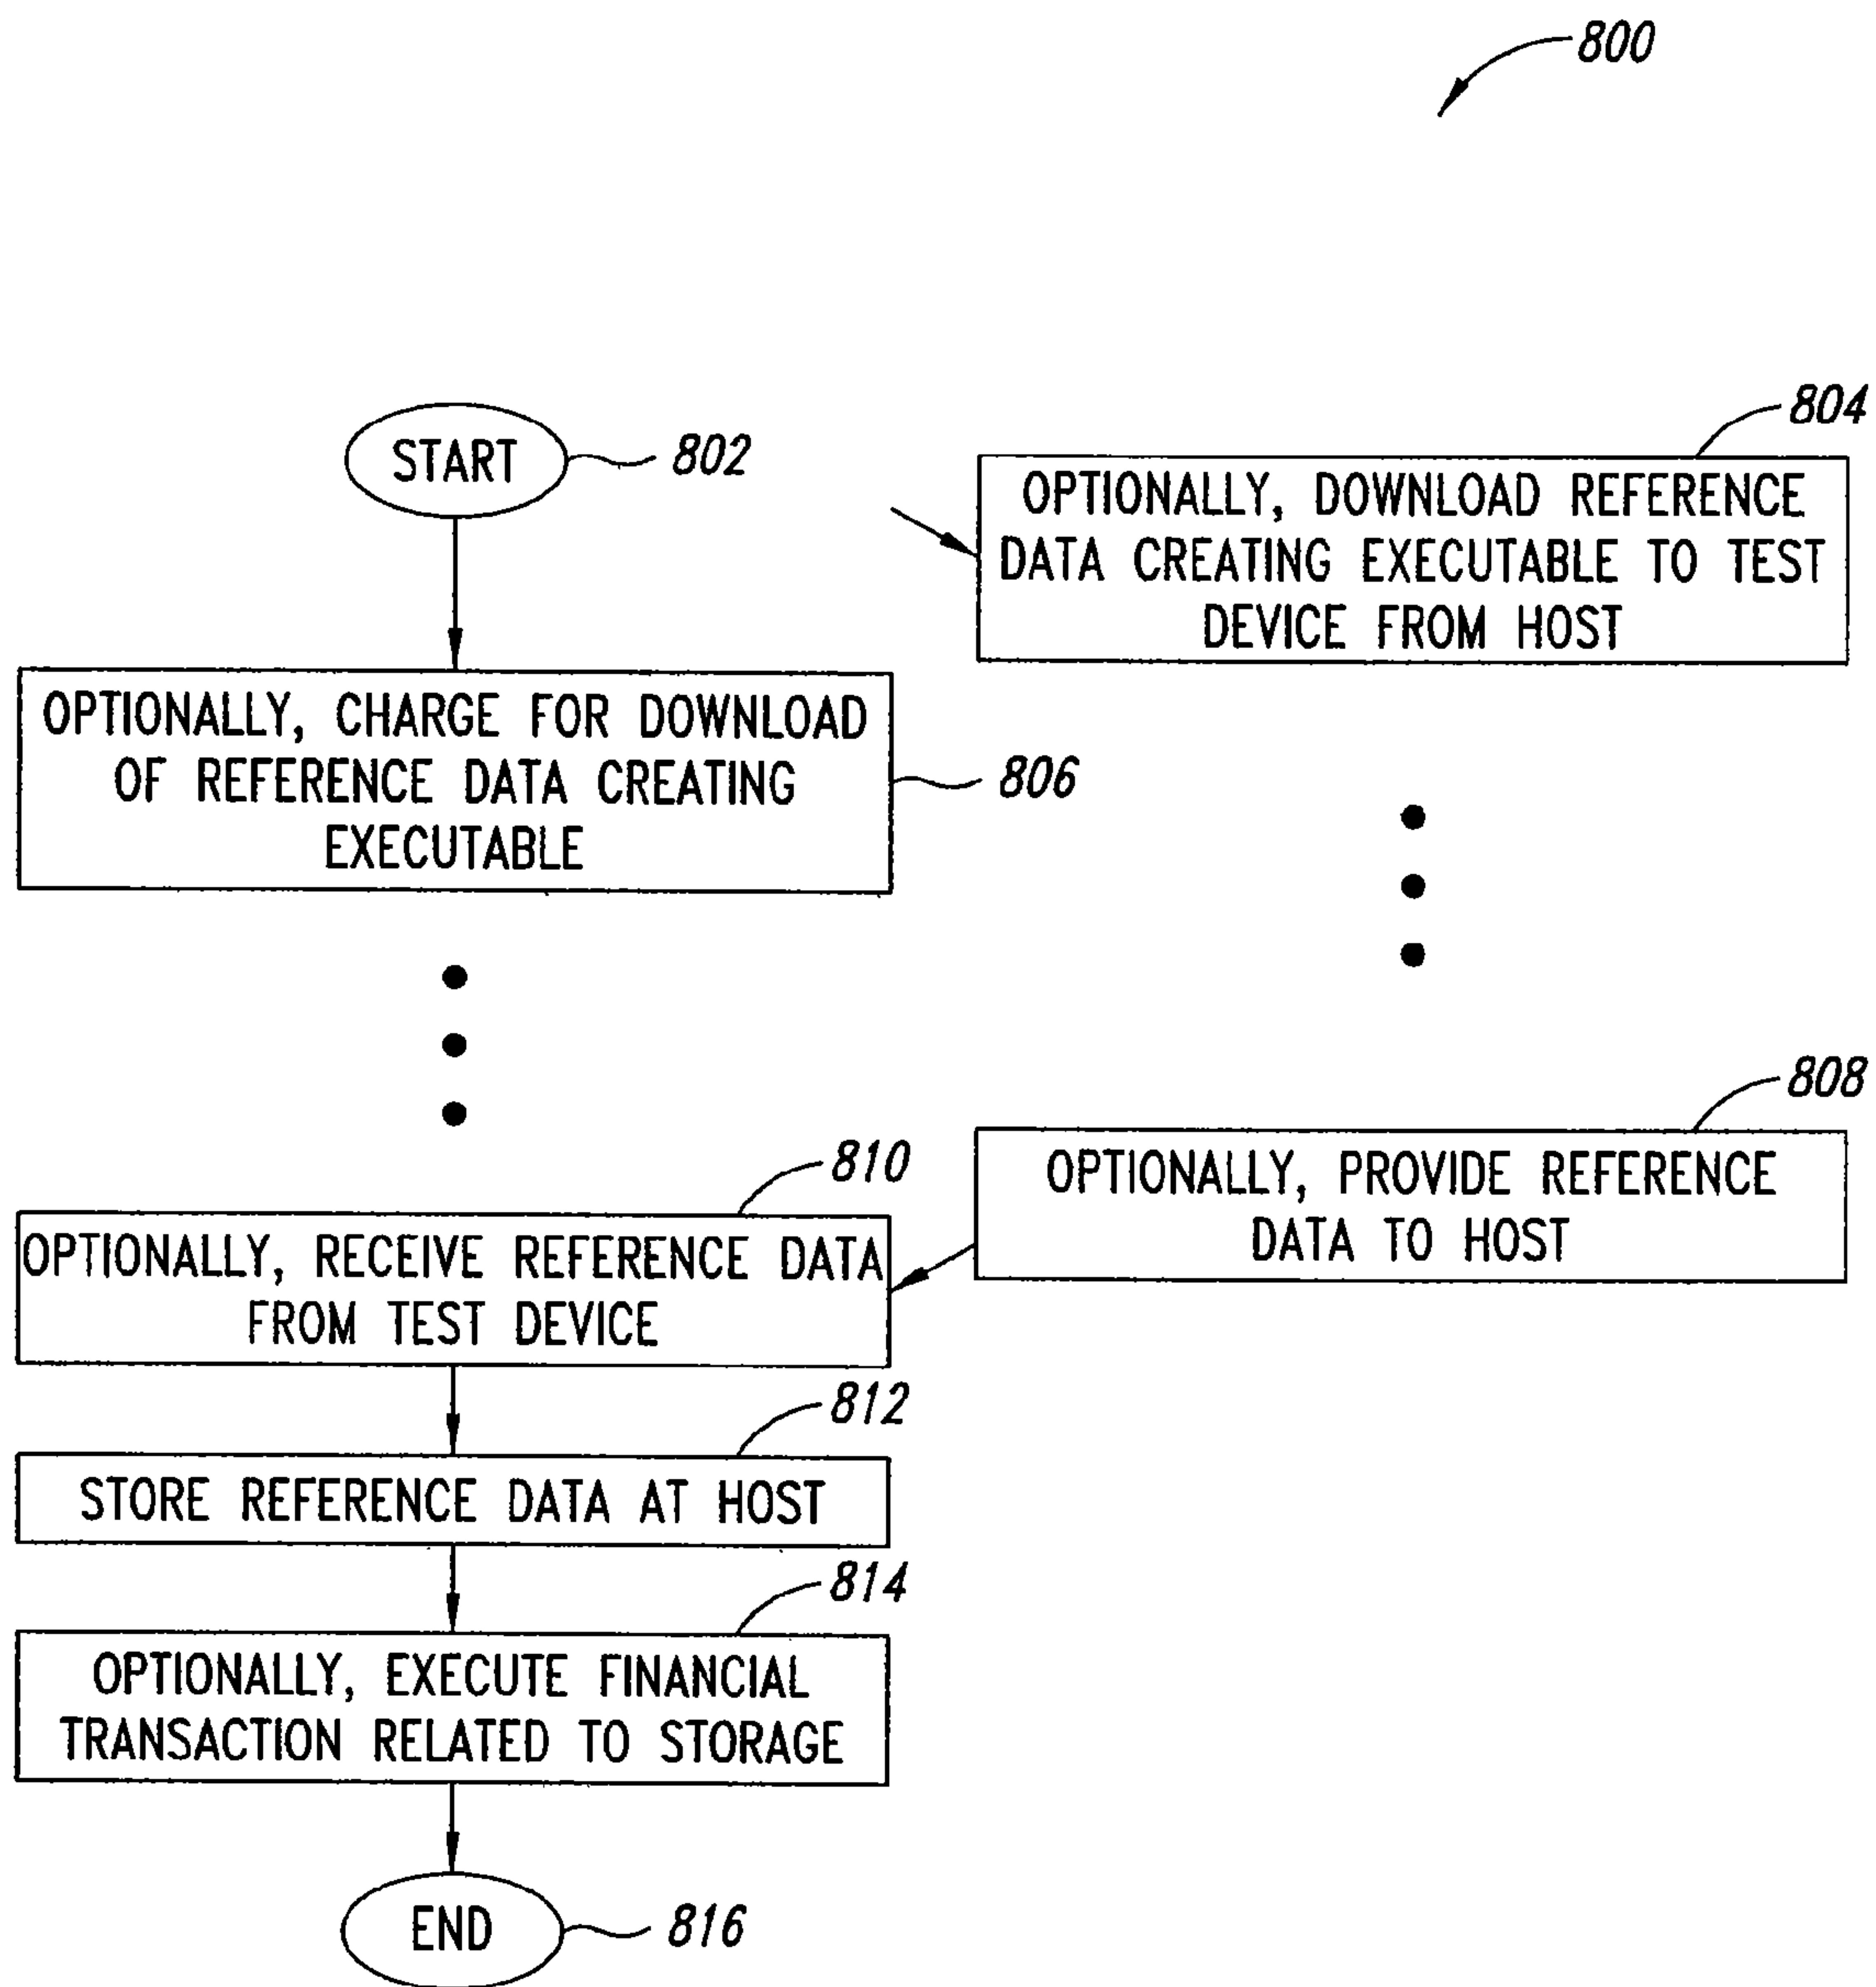 800
START
802
804
OPTIONALLY, DOWNLOAD REFERENCE
DATA CREATING EXECUTABLE TO TEST
DEVICE FROM HOST
OPTIONALLY, CHARGE FOR DOWNLOAD
OF REFERENCE DATA CREATING
EXECUTABLE
806
808
OPTIONALLY, PROVIDE REFERENCE
DATA TO HOST
810
OPTIONALLY, RECEIVE REFERENCE DATA
FROM TEST DEVICE
812
STORE REFERENCE DATA AT HOST
814
OPTIONALLY, EXECUTE FINANCIAL
TRANSACTION RELATED TO STORAGE
END
816